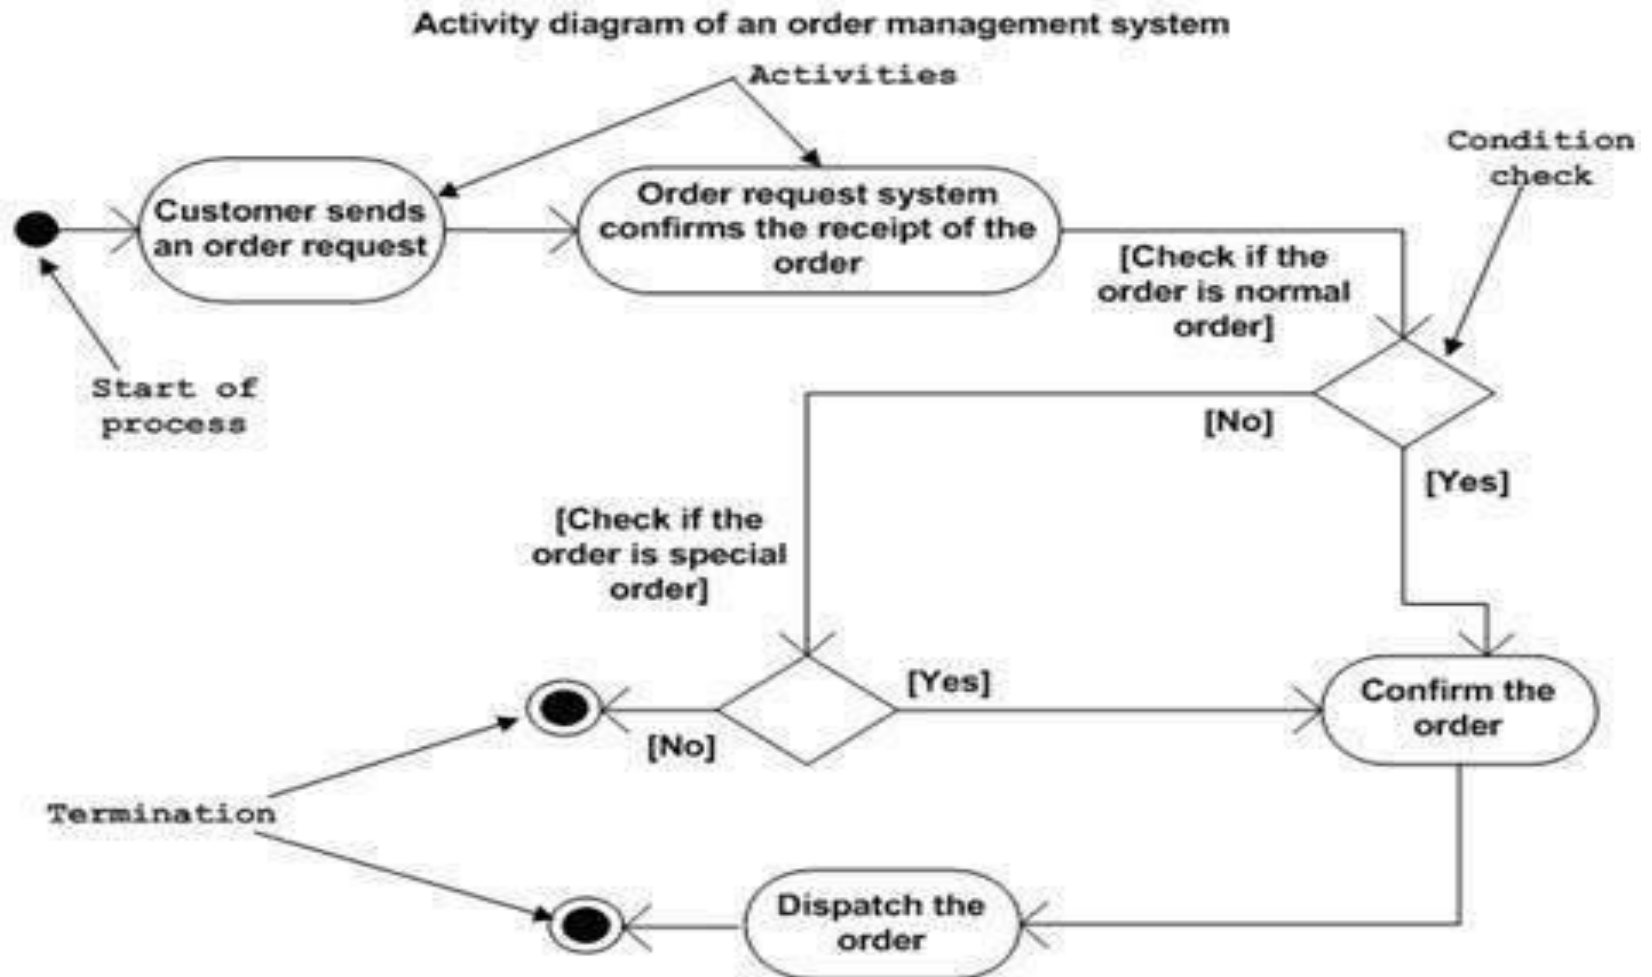 Activity diagram of an order management system
Activities
Condition
check
Customer sends
an order request
Order request system
confirms the receipt of the
order
[Check if the
order is normal
order]
Start of
process
[No]
[Yes]
[Check if the
order is special
order]
[Yes]
[No]
Confirm the
order
Termination
Dispatch the
order